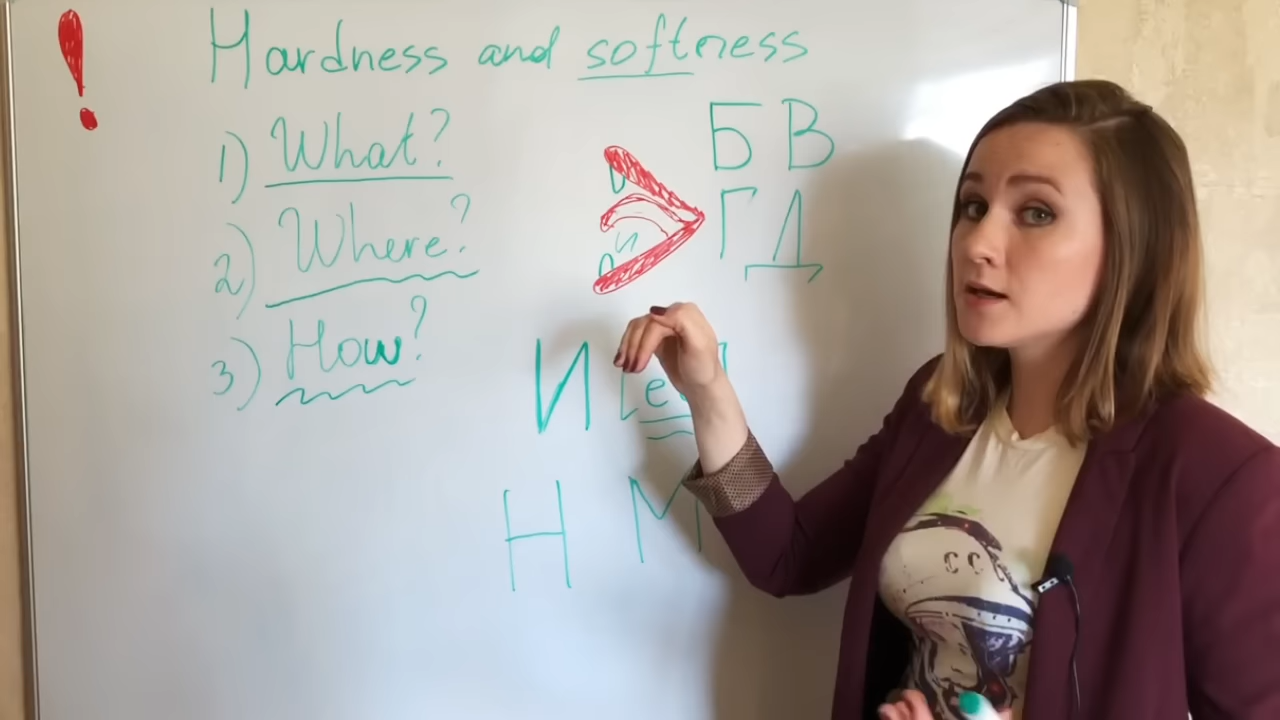 Hardness and softness
1) What?
Б В
2) Where?
Г Д
3) How?
И
Н М